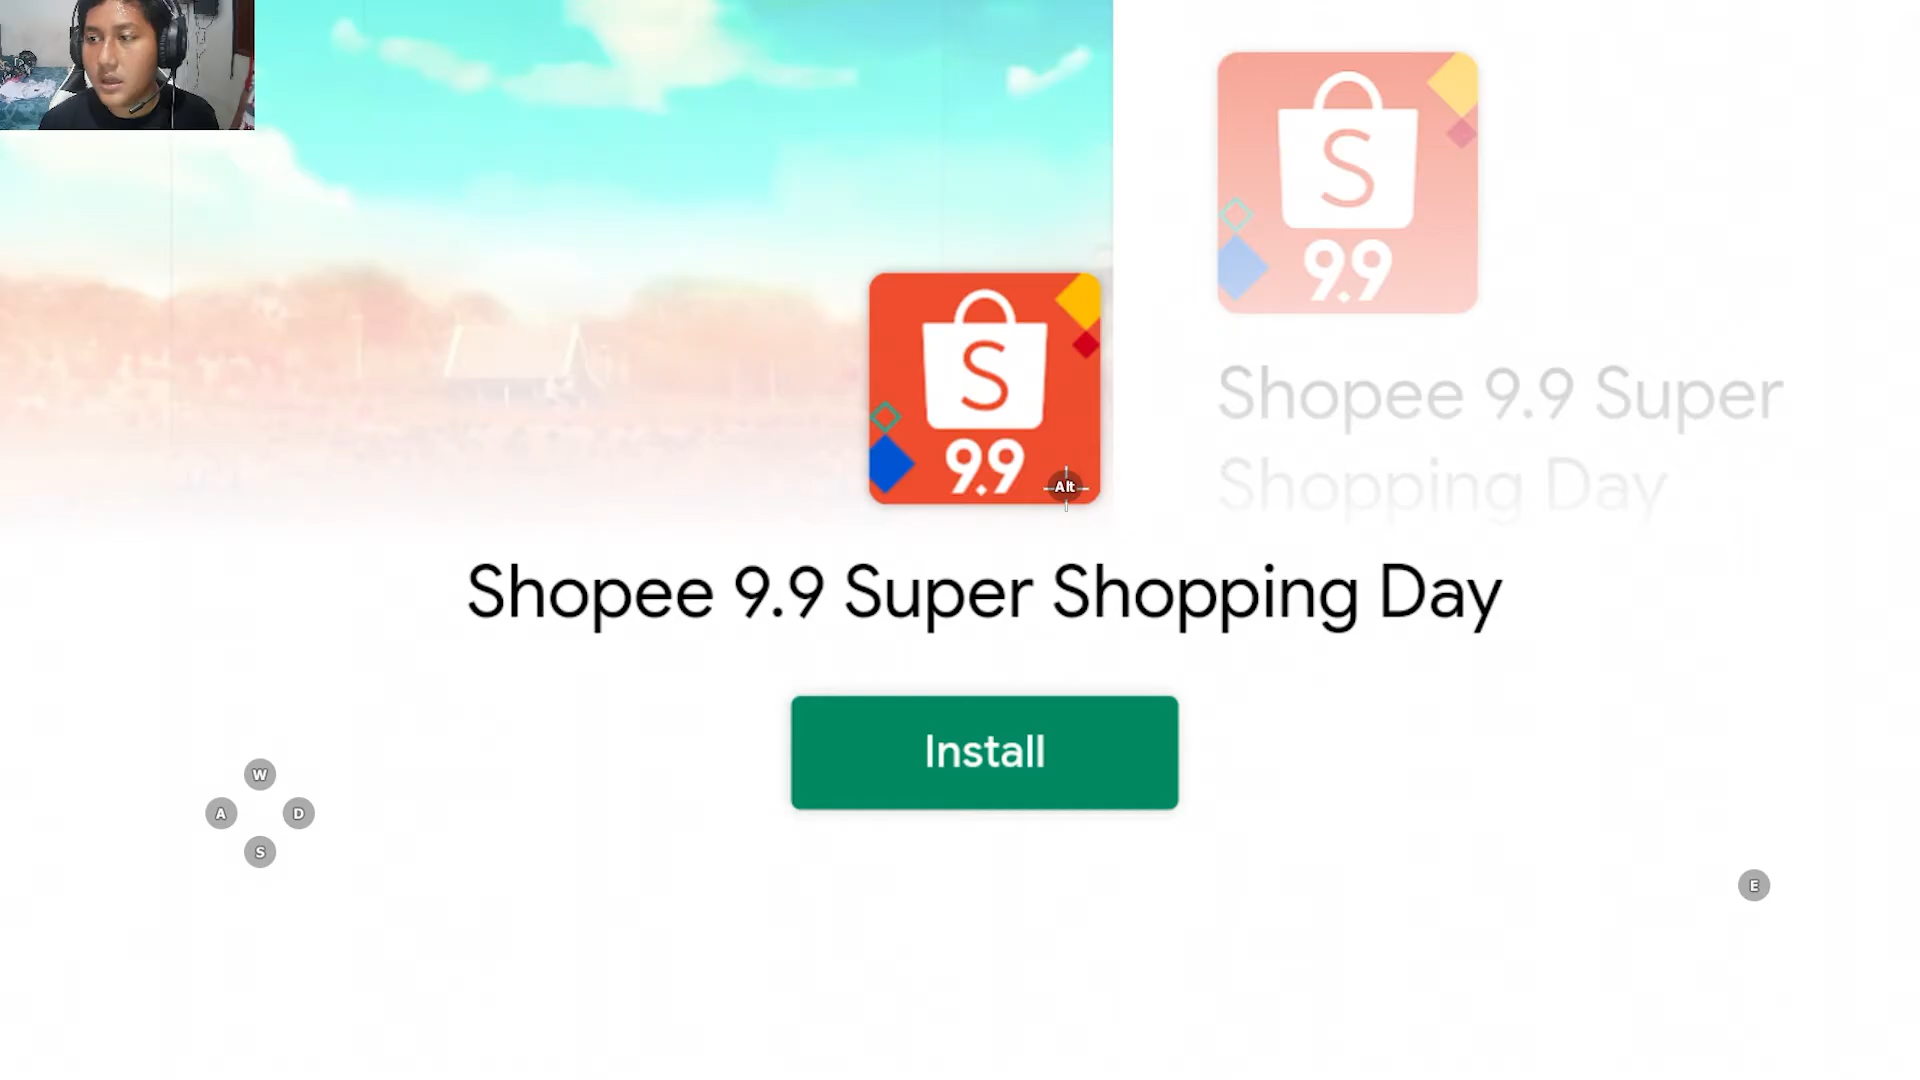 S
9.9
Shopee 9.9 Super
Shopping Day
S
9.9
Alt
Shopee 9.9 Super Shopping Day
Install
W
A
D
S
E